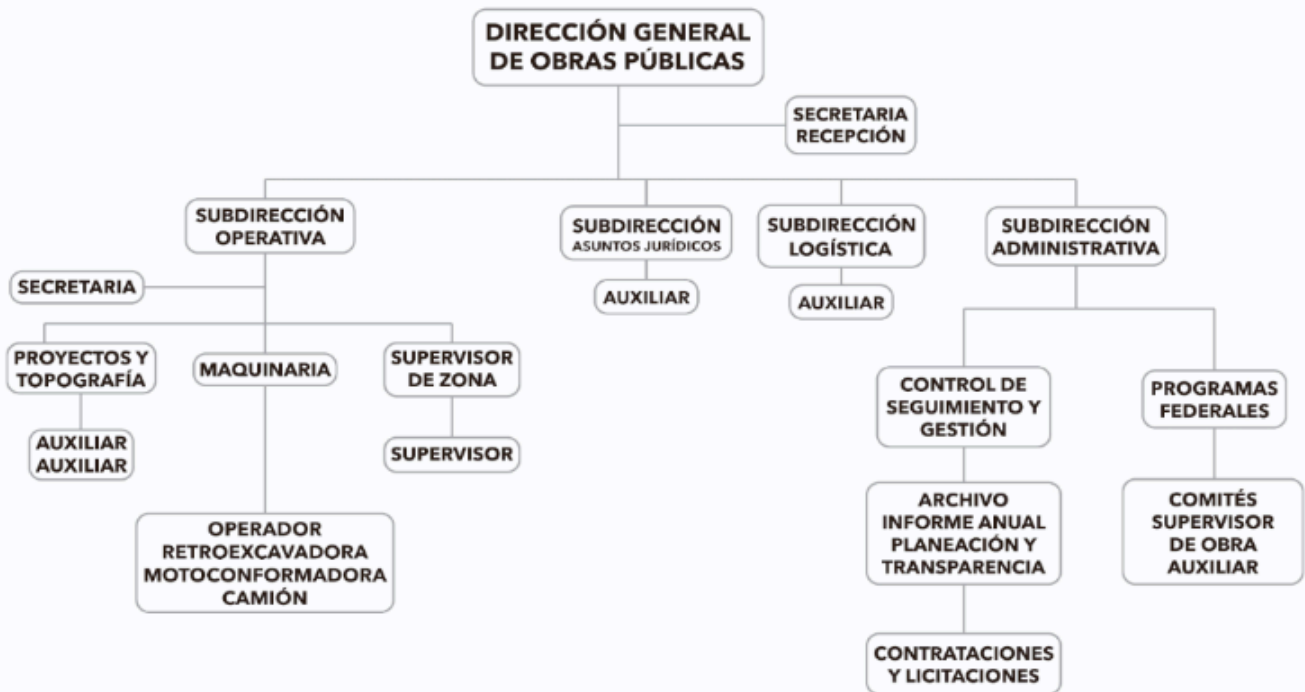 DIRECCIÓN GENERAL
DE OBRAS PÚBLICAS
SECRETARIA
RECEPCIÓN
SUBDIRECCIÓN
OPERATIVA
SUBDIRECCIÓN
ASUNTOS JURÍDICOS
SUBDIRECCIÓN
LOGÍSTICA
SUBDIRECCIÓN
ADMINISTRATIVA
SECRETARIA
AUXILIAR
AUXILIAR
PROYECTOS Y
TOPOGRAFÍA
MAQUINARIA
SUPERVISOR
DE ZONA
CONTROL DE
SEGUIMIENTO Y
GESTIÓN
PROGRAMAS
FEDERALES
AUXILIAR
AUXILIAR
SUPERVISOR
OPERADOR
RETROEXCAVADORA
MOTOCONFORMADORA
CAMIÓN
ARCHIVO
INFORME ANUAL
PLANEACIÓN Y
TRANSPARENCIA
COMITÉS
SUPERVISOR
DE OBRA
AUXILIAR
CONTRATACIONES
Y LICITACIONES